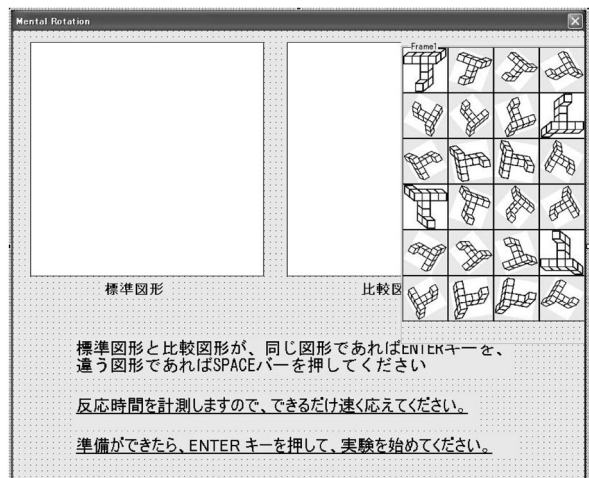 Mental Rotation
Frame1
標準図形
比較図
標準図形と比較図形が、同じ図形であればENTERキーを、
違う図形であればSPACEバーを押してください
反応時間を計測しますので、できるだけ速く応えてください。
準備ができたら、ENTER キーを押して、実験を始めてください。